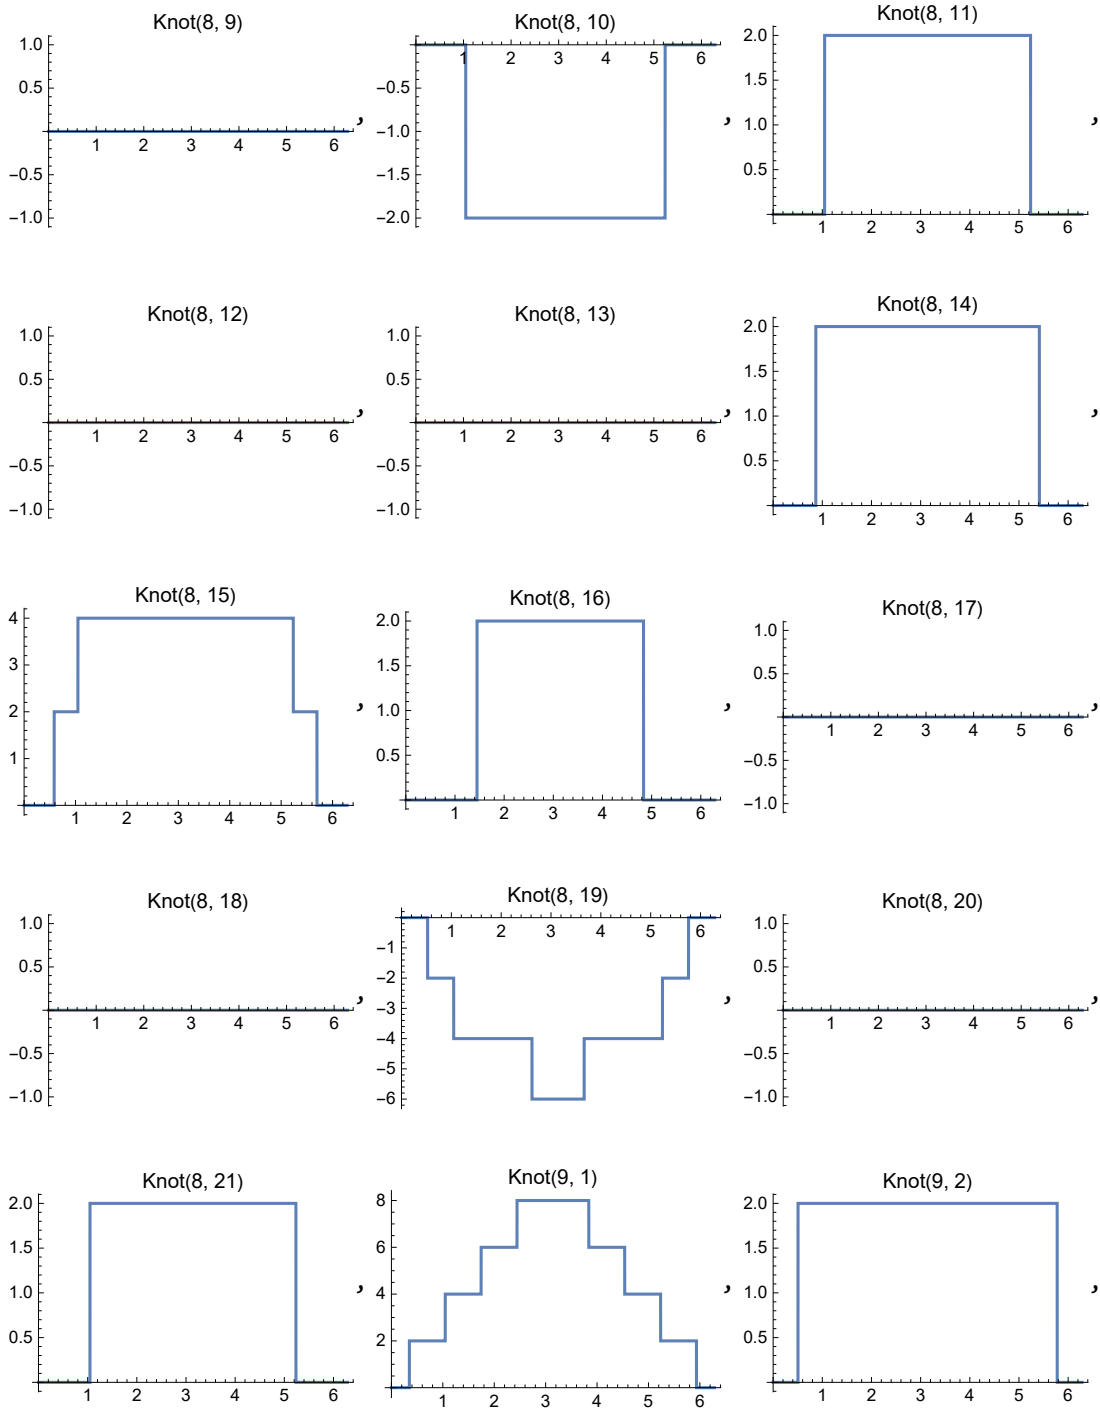 Knot(8, 9)
1.0
0.5
1 2 3 4 5 6
−0.5
−1.0
,
Knot(8, 10)
1 2 3 4 5 6
−0.5
−1.0
−1.5
−2.0
,
Knot(8, 11)
2.0
1.5
1.0
0.5
1 2 3 4 5 6
,
Knot(8, 12)
1.0
0.5
1 2 3 4 5 6
−0.5
−1.0
,
Knot(8, 13)
1.0
0.5
1 2 3 4 5 6
−0.5
−1.0
,
Knot(8, 14)
2.0
1.5
1.0
0.5
1 2 3 4 5 6
,
Knot(8, 15)
4
3
2
1
1 2 3 4 5 6
,
Knot(8, 16)
2.0
1.5
1.0
0.5
1 2 3 4 5 6
,
Knot(8, 17)
1.0
0.5
1 2 3 4 5 6
−0.5
−1.0
,
Knot(8, 18)
1.0
0.5
1 2 3 4 5 6
−0.5
−1.0
,
Knot(8, 19)
1 2 3 4 5 6
−1
−2
−3
−4
−5
−6
,
Knot(8, 20)
1.0
0.5
1 2 3 4 5 6
−0.5
−1.0
,
Knot(8, 21)
2.0
1.5
1.0
0.5
1 2 3 4 5 6
,
Knot(9, 1)
8
6
4
2
1 2 3 4 5 6
,
Knot(9, 2)
2.0
1.5
1.0
0.5
1 2 3 4 5 6
,